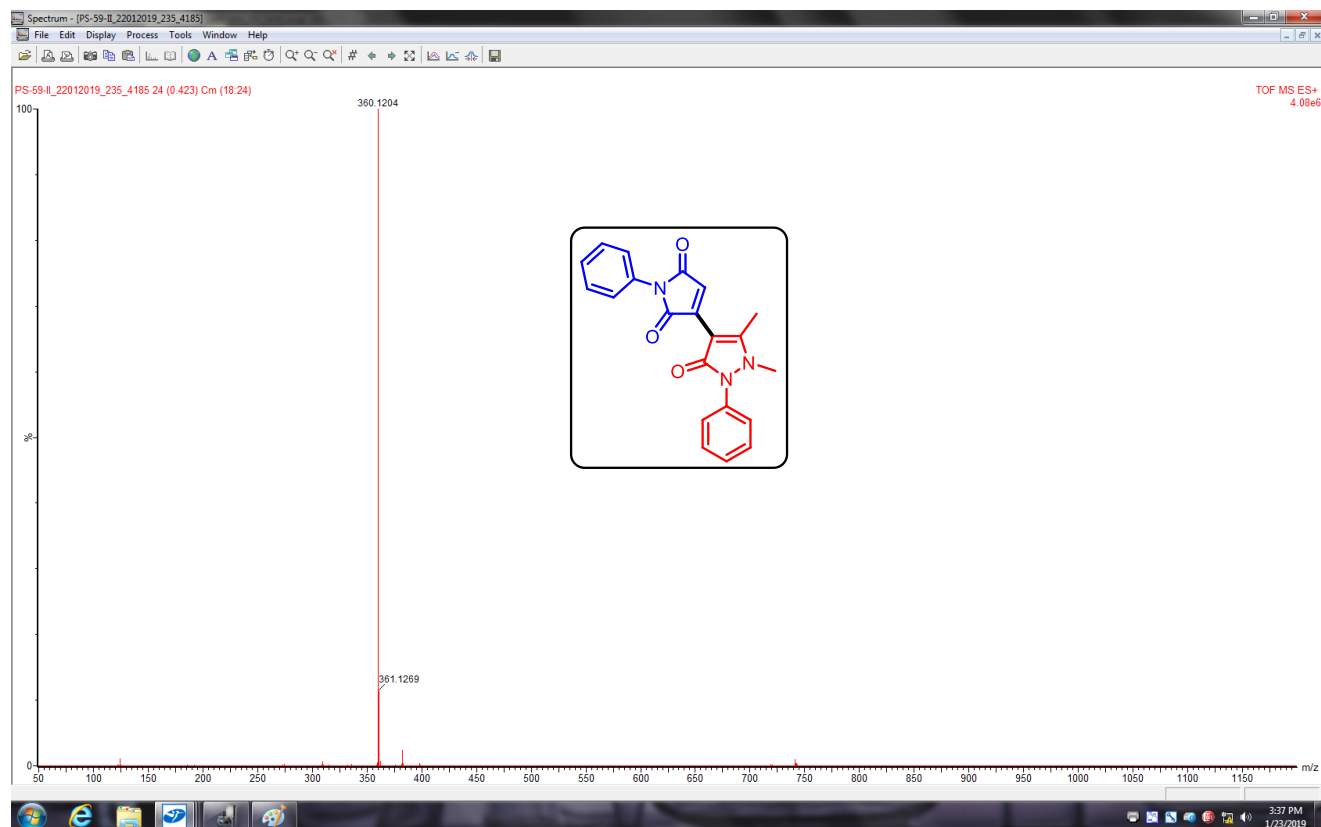 Spectrum - [PS-59-II_22012019_235_4185]
File Edit Display Process Tools Window Help
PS-59-II_22012019_235_4185 24 (0.423) Cm (18:24)
TOF MS ES+
4.08e6
100
360.1204
O
N
O
O
N
N
%
361.1269
0
50 100 150 200 250 300 350 400 450 500 550 600 650 700 750 800 850 900 950 1000 1050 1100 1150
m/z
3:37 PM
1/23/2019